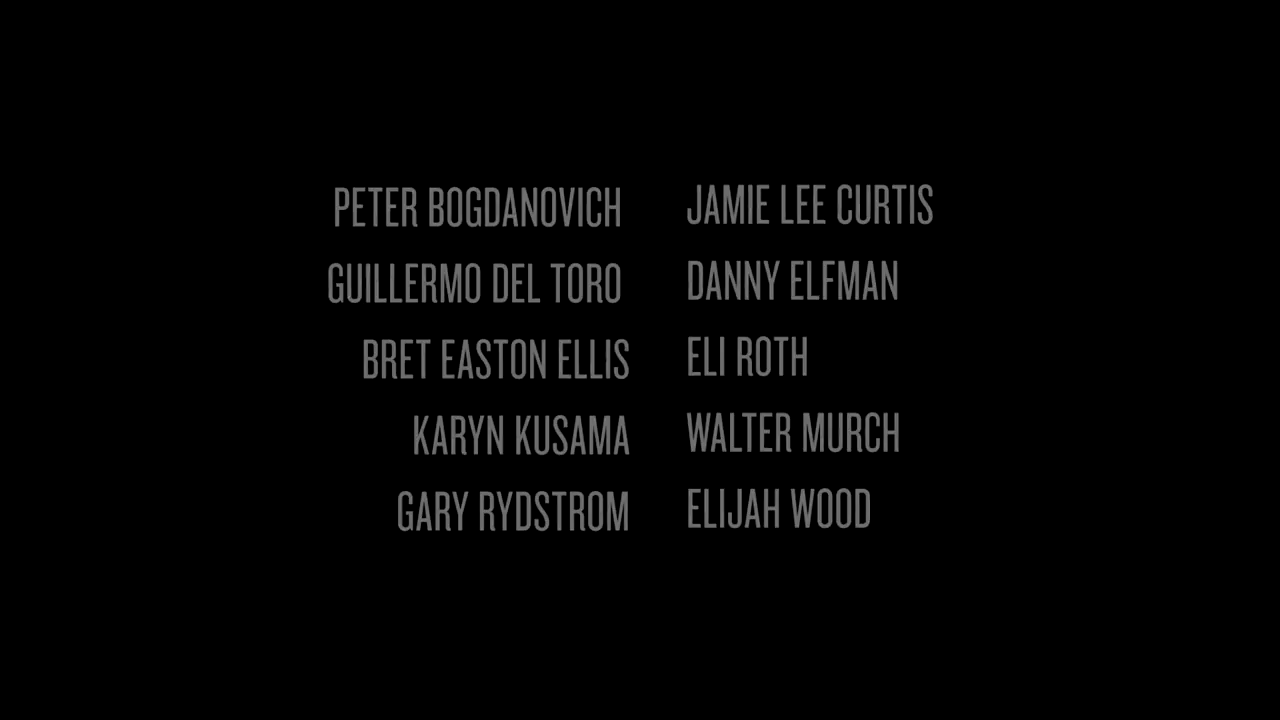 PETER BOGDANOVICH
GUILLERMO DEL TORO
BRET EASTON ELLIS
KARYN KUSAMA
GARY RYDSTROM
JAMIE LEE CURTIS
DANNY ELFMAN
ELI ROTH
WALTER MURCH
ELIJAH WOOD